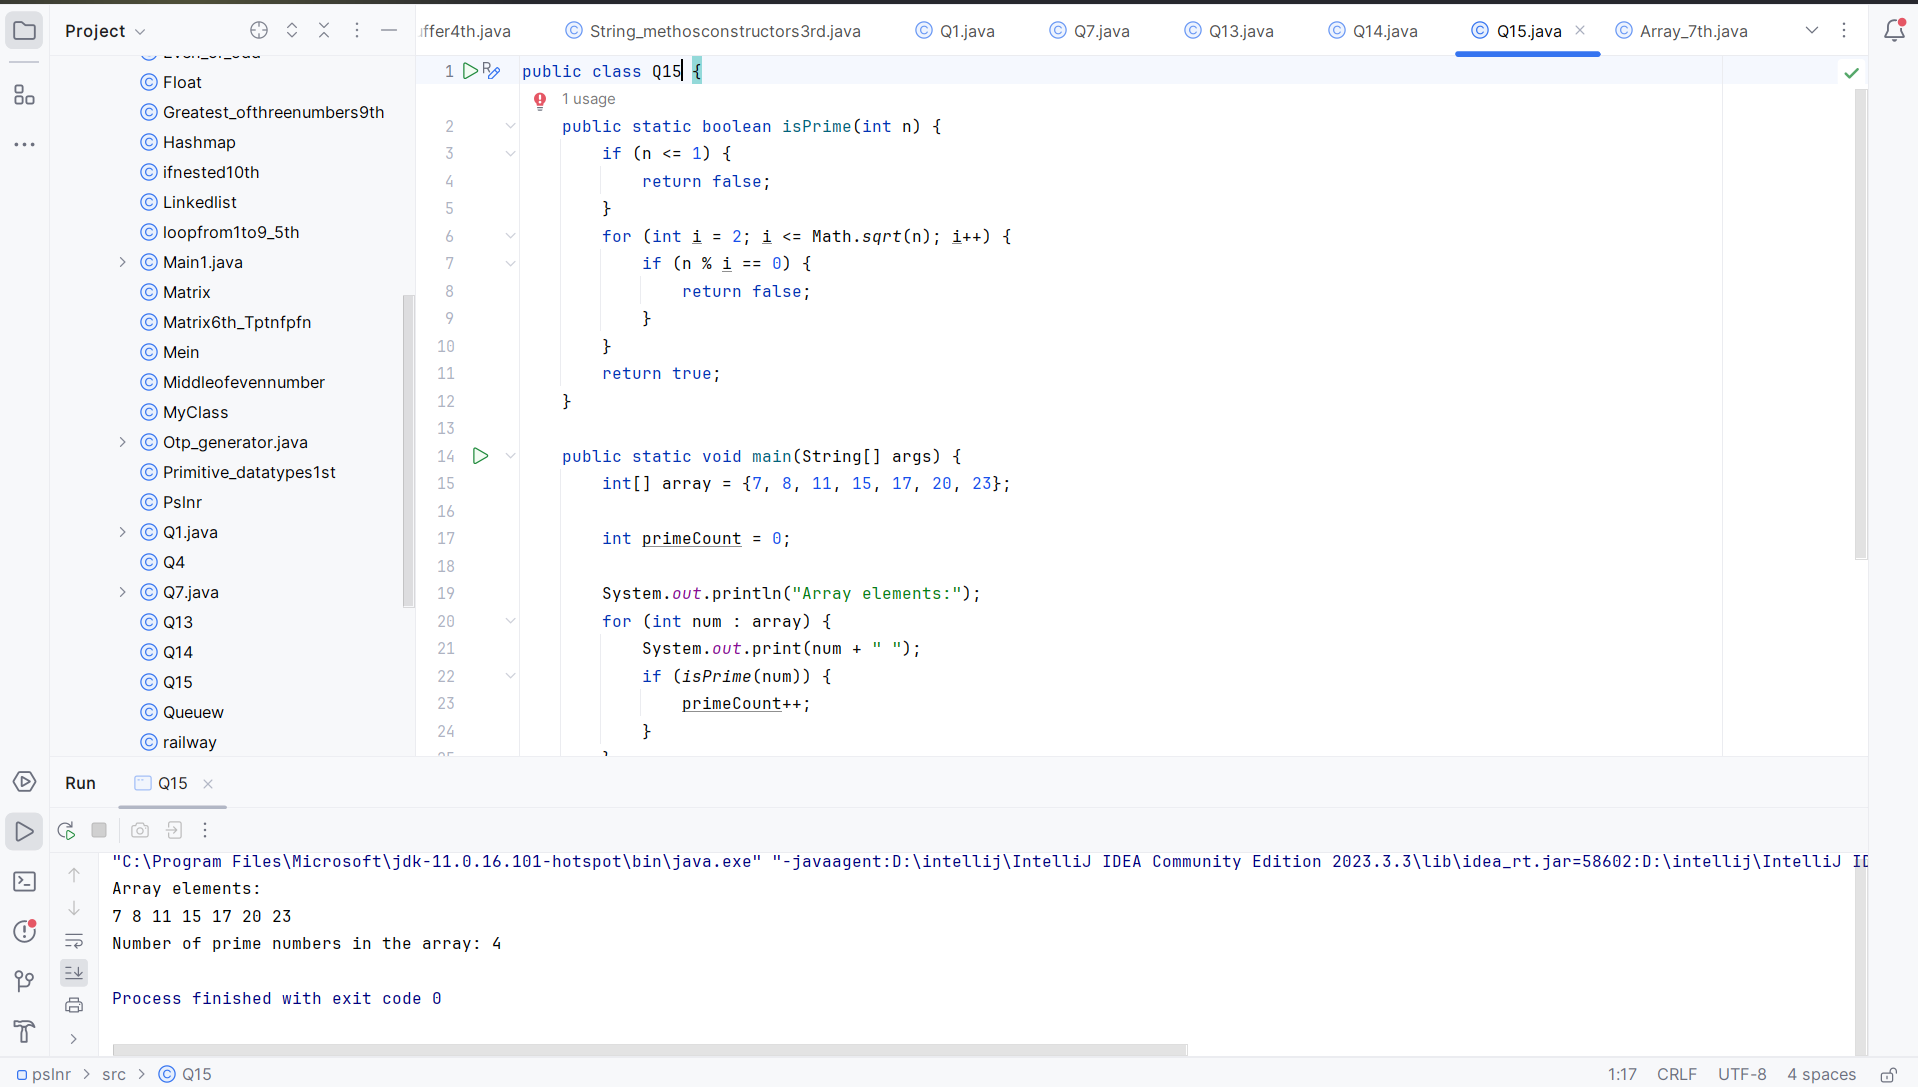 Project
uffer4th.java
String_methosconstructors3rd.java
Q1.java
Q7.java
Q13.java
Q14.java
Q15.java
Array_7th.java
Float
Greatest_ofthreenumbers9th
Hashmap
ifnested10th
Linkedlist
loopfrom1to9_5th
Main1.java
Matrix
Matrix6th_Tptnfpfn
Mein
Middleofevennumber
MyClass
Otp_generator.java
Primitive_datatypes1st
Pslnr
Q1.java
Q4
Q7.java
Q13
Q14
Q15
Queuew
railway
1 public class Q15 {
1 usage
2 public static boolean isPrime(int n) {
3 if (n <= 1) {
4 return false;
5 }
6 for (int i = 2; i <= Math.sqrt(n); i++) {
7 if (n % i == 0) {
8 return false;
9 }
10 }
11 return true;
12 }
13
14 public static void main(String[] args) {
15 int[] array = {7, 8, 11, 15, 17, 20, 23};
16
17 int primeCount = 0;
18
19 System.out.println("Array elements:");
20 for (int num : array) {
21 System.out.print(num + " ");
22 if (isPrime(num)) {
23 primeCount++;
24 }
Run
Q15
"C:\Program Files\Microsoft\jdk-11.0.16.101-hotspot\bin\java.exe" "-javaagent:D:\intellij\IntelliJ IDEA Community Edition 2023.3.3\lib\idea_rt.jar=58602:D:\intellij\IntelliJ ID
Array elements:
7 8 11 15 17 20 23
Number of prime numbers in the array: 4
Process finished with exit code 0
pslnr > src > Q15
1:17 CRLF UTF-8 4 spaces